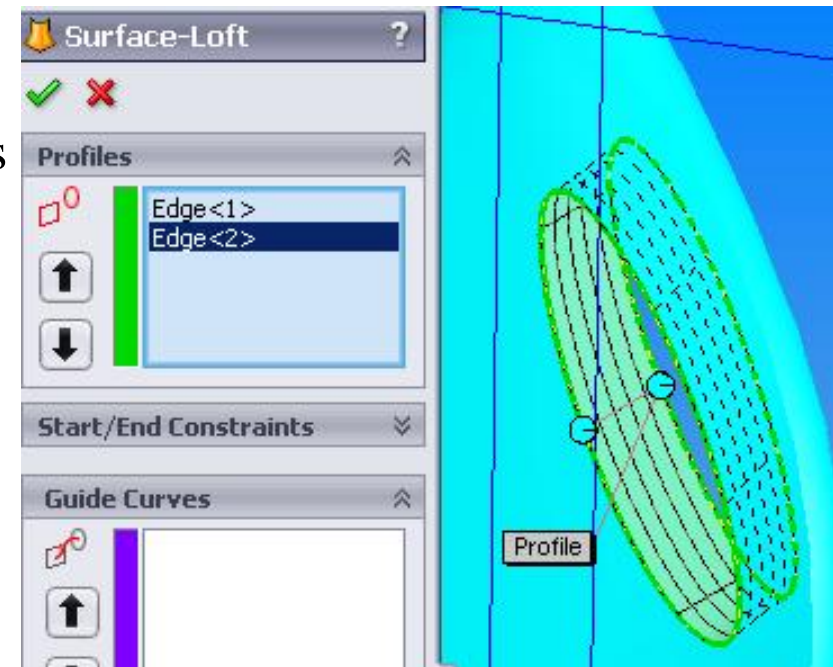 Surface-Loft ?
s
Profiles
Edge<1>
Edge<2>
Start/End Constraints
Guide Curves
Profile